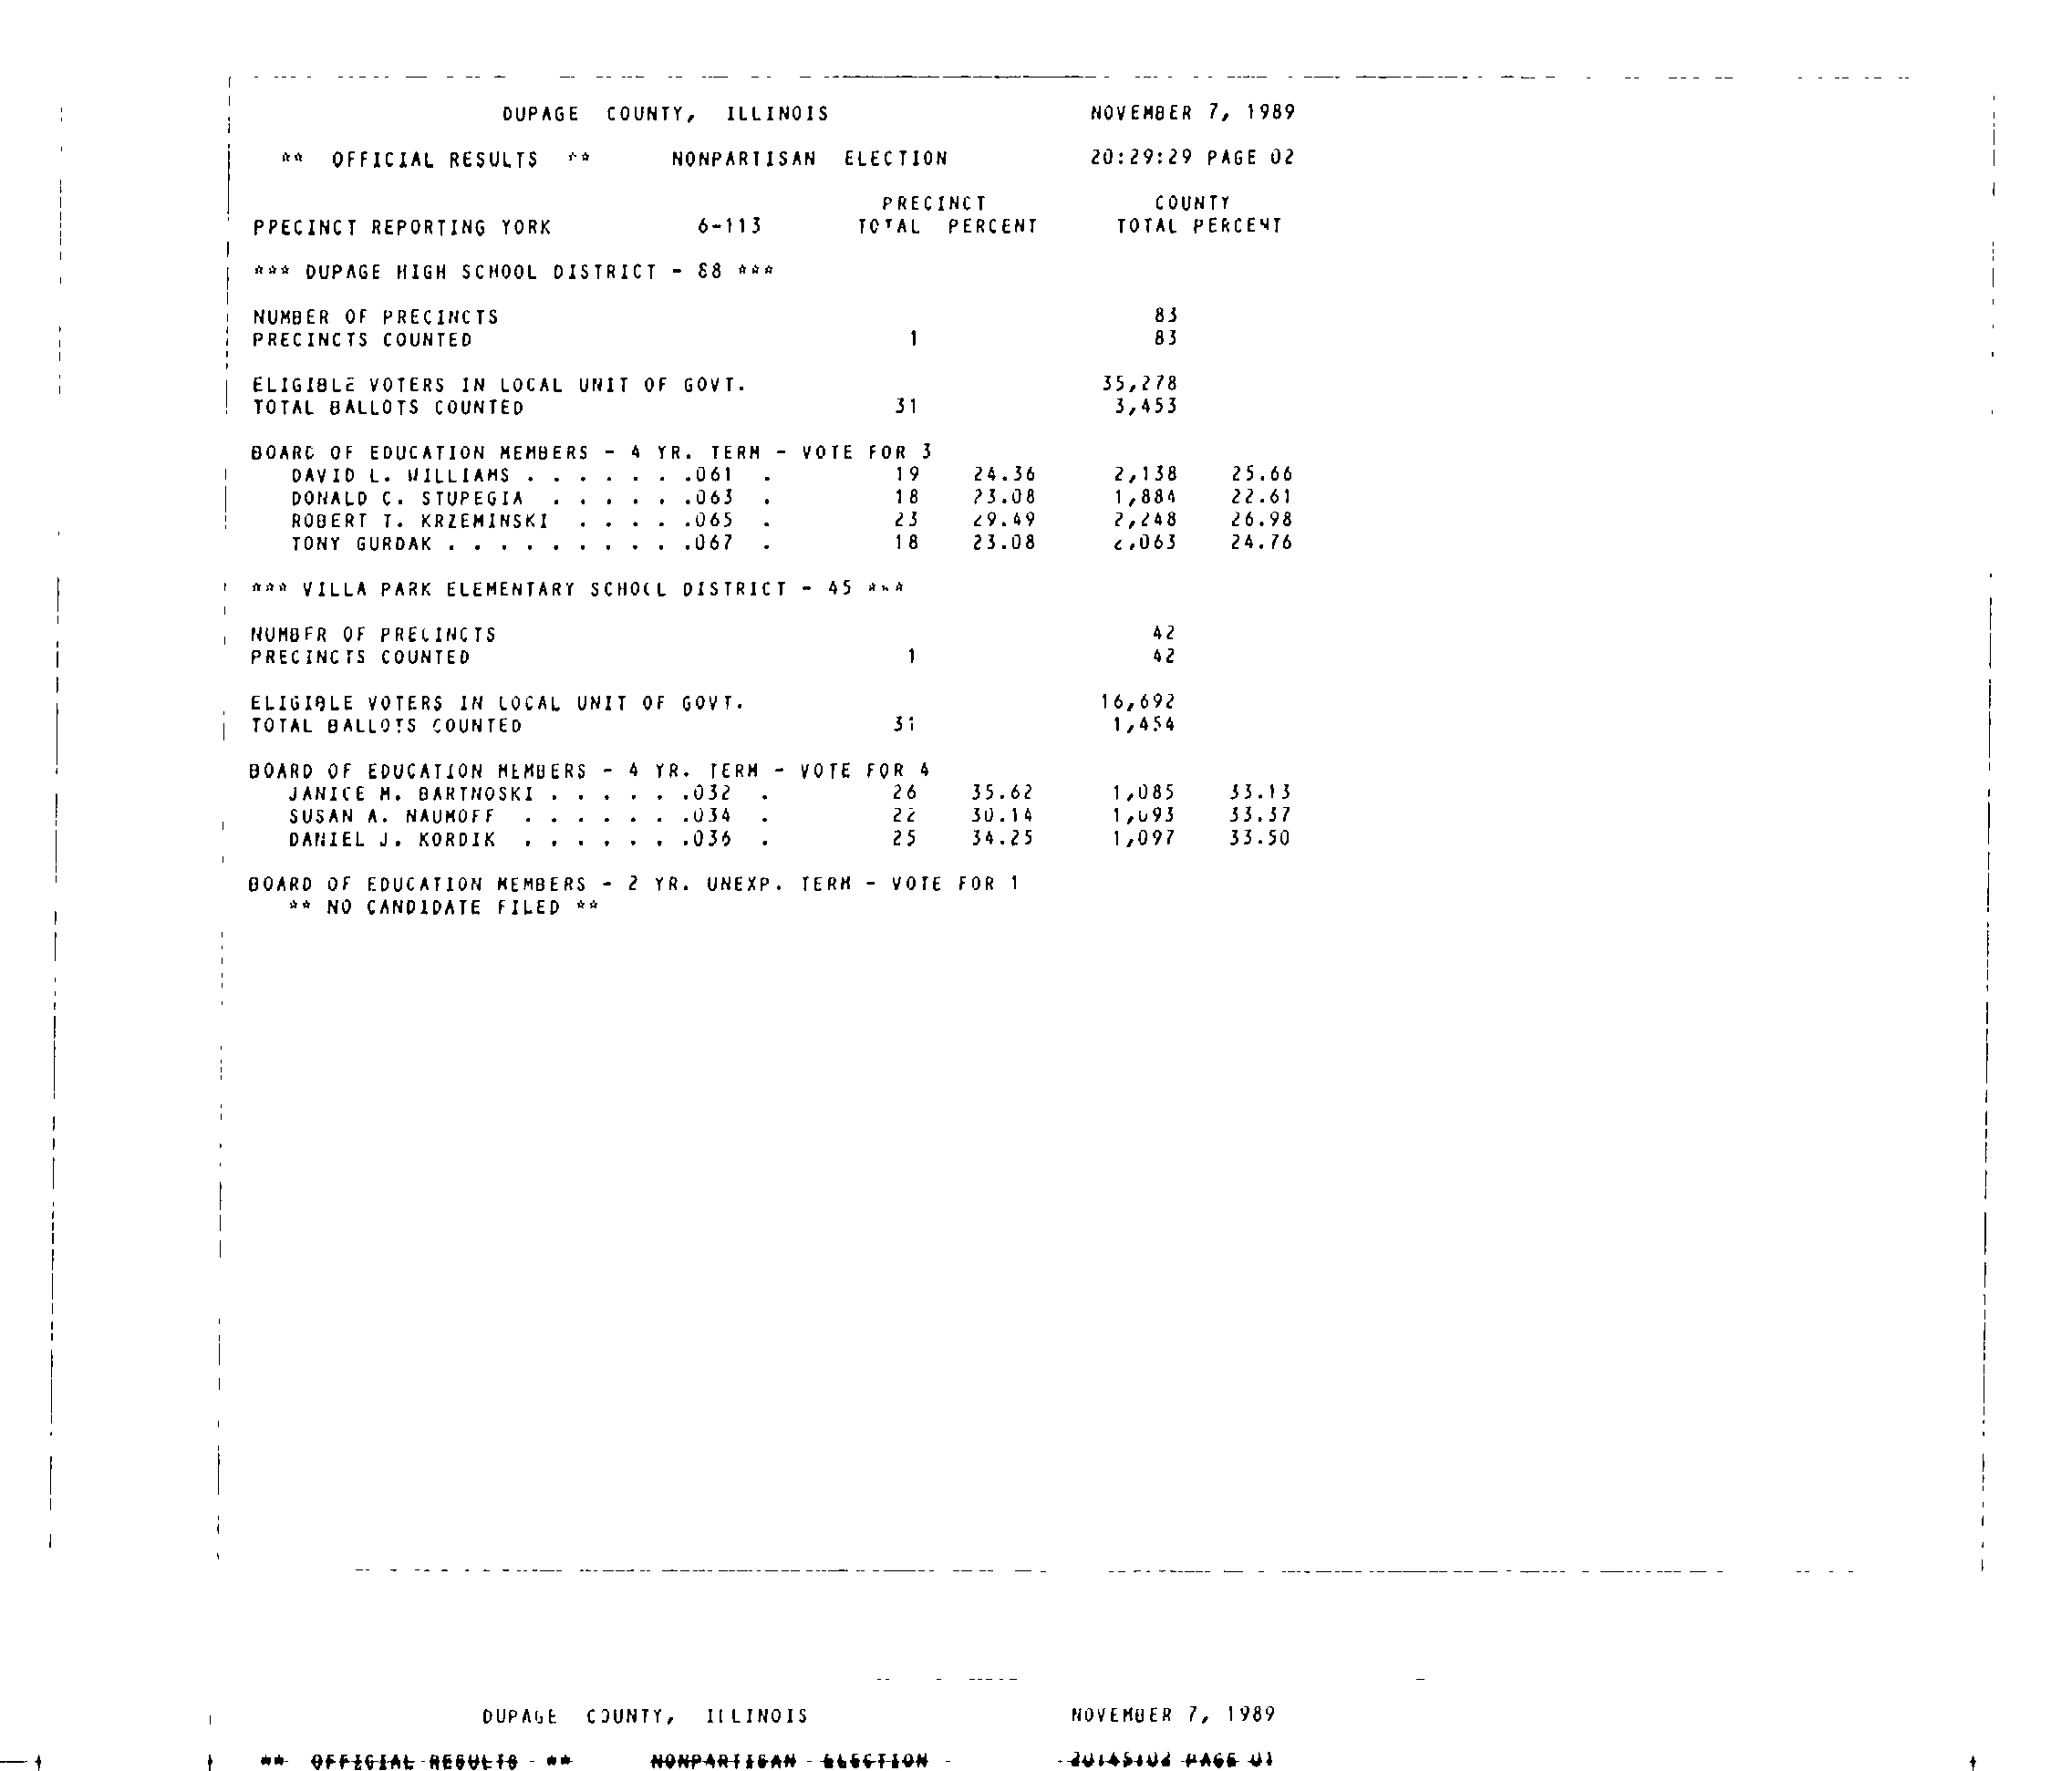 DUPAGE COUNTY, ILLINOIS NOVEMBER 7, 1989
** OFFICIAL RESULTS ** NONPARTISAN ELECTION 20:29:29 PAGE 02
PRECINCT COUNTY
PRECINCT REPORTING YORK 6-113 TOTAL PERCENT TOTAL PERCENT
*** DUPAGE HIGH SCHOOL DISTRICT - 88 ***
NUMBER OF PRECINCTS 83
PRECINCTS COUNTED 1 83
ELIGIBLE VOTERS IN LOCAL UNIT OF GOVT. 35,278
TOTAL BALLOTS COUNTED 31 3,453
BOARD OF EDUCATION MEMBERS - 4 YR. TERM - VOTE FOR 3
DAVID L. WILLIAMS . . . . . . .061 . 19 24.36 2,138 25.66
DONALD C. STUPEGIA . . . . . .063 . 18 23.08 1,884 22.61
ROBERT T. KRZEMINSKI . . . . .065 . 23 29.49 2,248 26.98
TONY GURDAK . . . . . . . . . .067 . 18 23.08 2,063 24.76
*** VILLA PARK ELEMENTARY SCHOOL DISTRICT - 45 ***
NUMBER OF PRECINCTS 42
PRECINCTS COUNTED 1 42
ELIGIBLE VOTERS IN LOCAL UNIT OF GOVT. 16,692
TOTAL BALLOTS COUNTED 31 1,454
BOARD OF EDUCATION MEMBERS - 4 YR. TERM - VOTE FOR 4
JANICE M. BARTNOSKI . . . . . .032 . 26 35.62 1,085 33.13
SUSAN A. NAUMOFF . . . . . . .034 . 22 30.14 1,093 33.37
DANIEL J. KORDIK . . . . . . .036 . 25 34.25 1,097 33.50
BOARD OF EDUCATION MEMBERS - 2 YR. UNEXP. TERM - VOTE FOR 1
** NO CANDIDATE FILED **
DUPAGE COUNTY, ILLINOIS NOVEMBER 7, 1989
** OFFICIAL RESULTS ** NONPARTISAN ELECTION PAGE 01